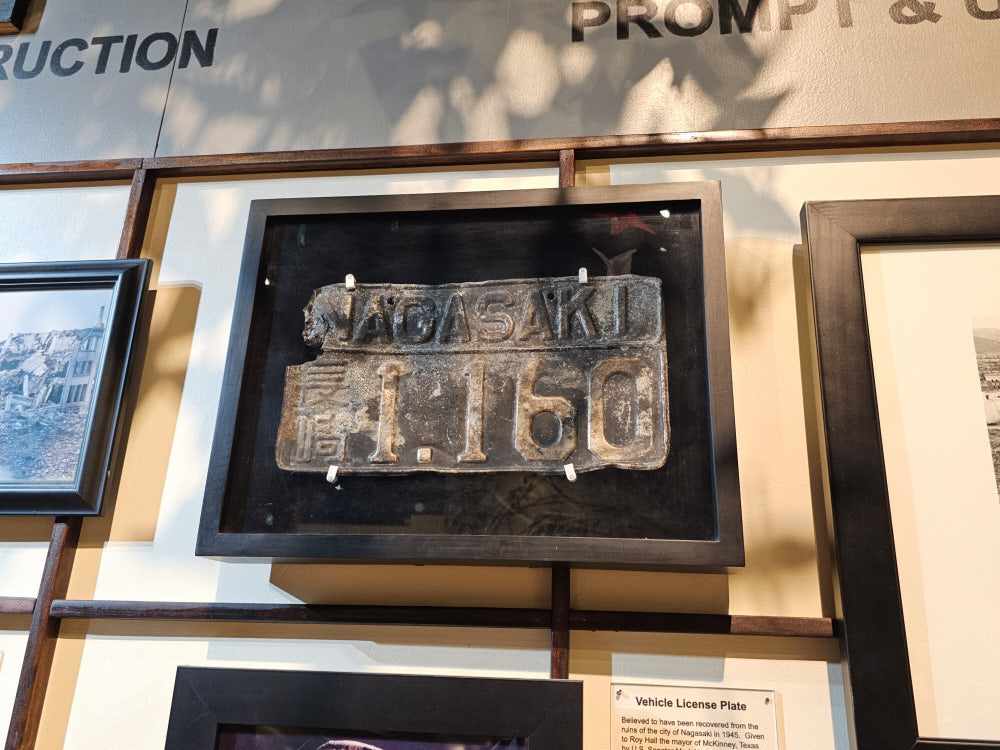 RUCTION
PROMPT &
NAGASAKI
長崎
1.160
Vehicle License Plate
Believed to have been recovered from the
ruins of the city of Nagasaki in 1945. Given
to Roy Hall the mayor of McKinney, Texas
by U.S.